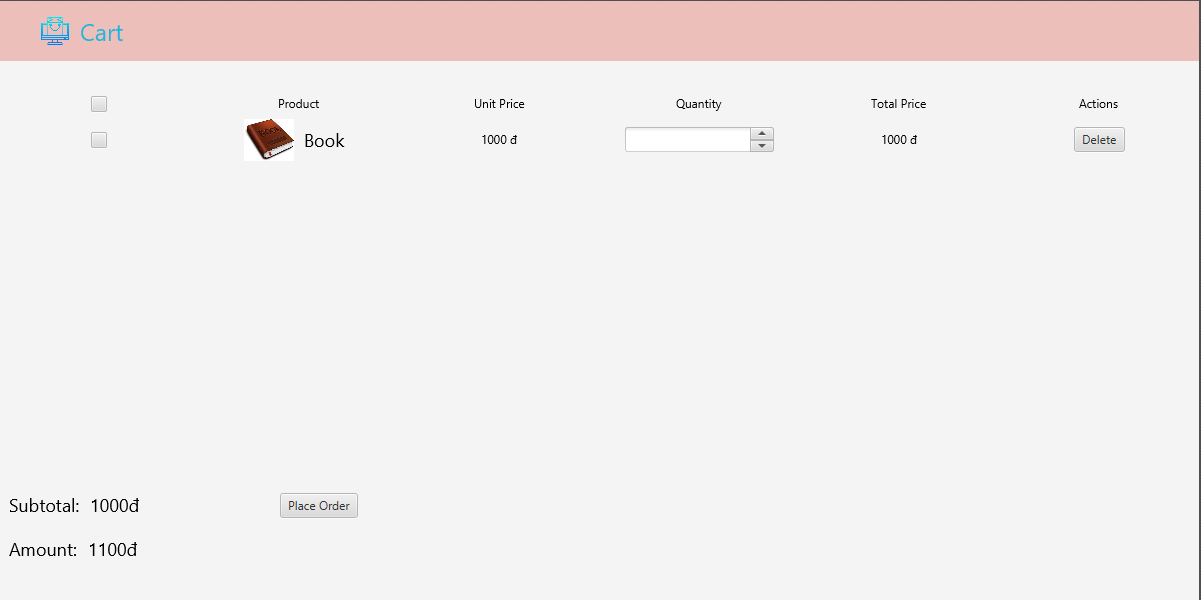 Cart
Product Unit Price Quantity Total Price Actions
Book 1000 đ 1000 đ Delete
Subtotal: 1000đ Place Order
Amount: 1100đ